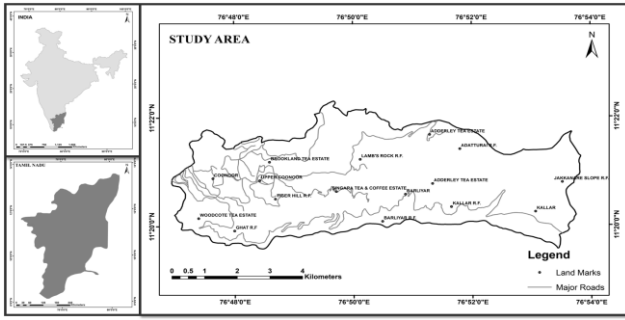 INDIA
TAMIL NADU
76°48'0"E 76°50'0"E 76°52'0"E 76°54'0"E
STUDY AREA
N
11°22'0"N
11°22'0"N
ADDERLEY TEA ESTATE
ADATTURAI R.F.
BROOKLAND TEA ESTATE
LAMB'S ROCK R.F.
COONOOR
UPPER COONOOR
ADDERLEY TEA ESTATE
JAKKANARE SLOPE R.F.
SINGARA TEA & COFFEE ESTATE
BARLIYAR
TIGER HILL R.F.
KALLAR R.F.
KALLAR
WOODCOTE TEA ESTATE
BARLIYAR R.F.
GHAT R.F.
11°20'0"N
11°20'0"N
Legend
Land Marks
Major Roads
0 0.5 1 2 3 4
Kilometers
76°48'0"E 76°50'0"E 76°52'0"E 76°54'0"E